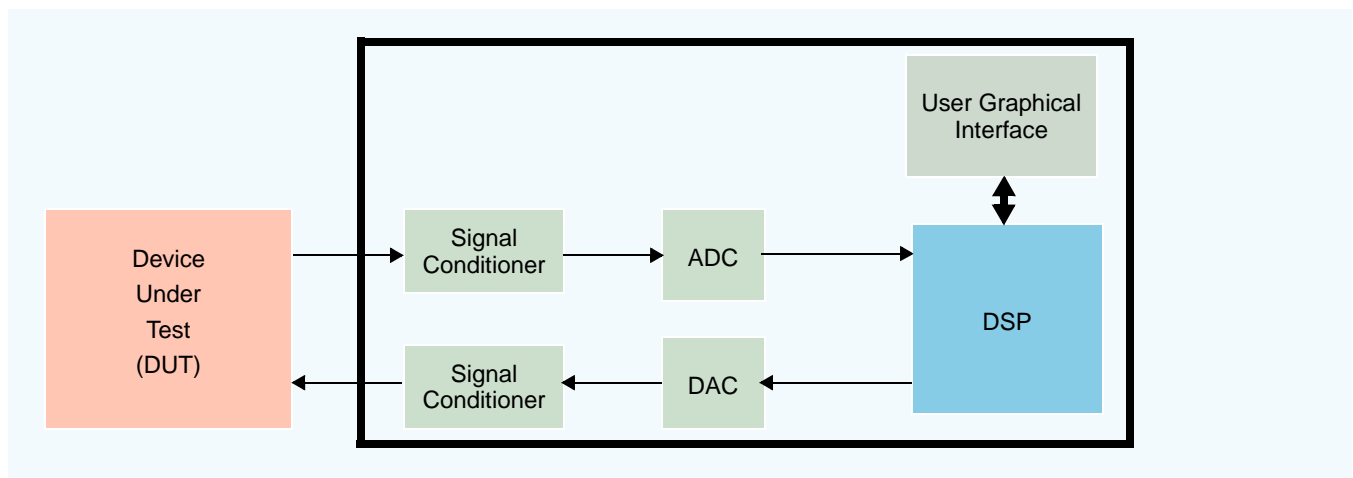 User Graphical
Interface
Device
Under
Test
(DUT)
Signal
Conditioner
ADC
DSP
Signal
Conditioner
DAC